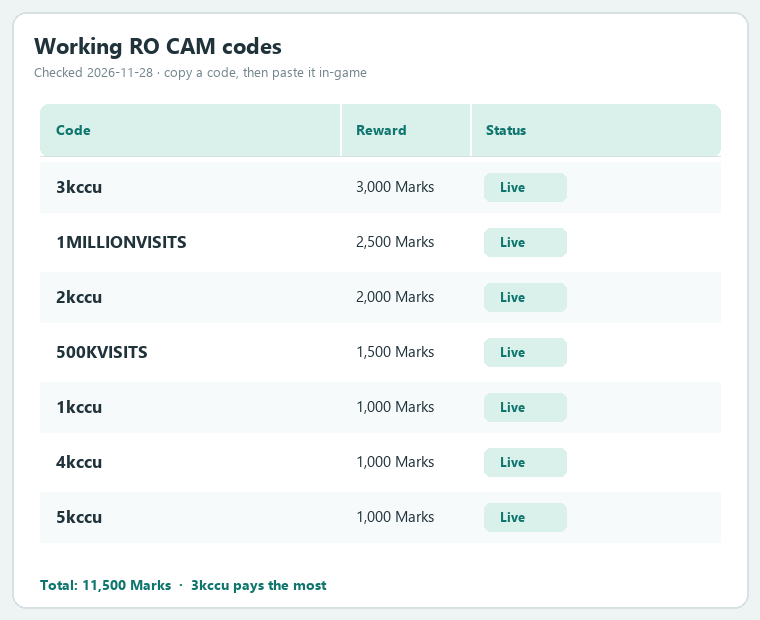 Working RO CAM codes
Checked 2026-11-28 · copy a code, then paste it in-game
Code Reward Status
3kccu 3,000 Marks Live
1MILLIONVISITS 2,500 Marks Live
2kccu 2,000 Marks Live
500KVISITS 1,500 Marks Live
1kccu 1,000 Marks Live
4kccu 1,000 Marks Live
5kccu 1,000 Marks Live
Total: 11,500 Marks · 3kccu pays the most